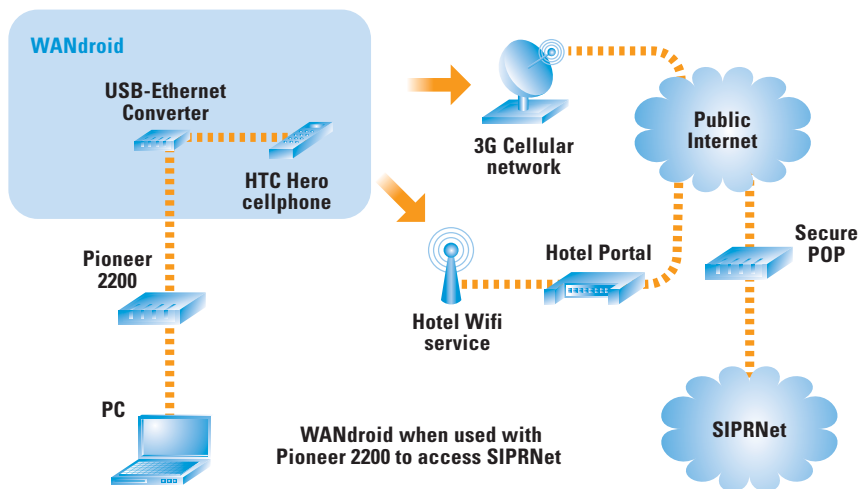 WANdroid
USB-Ethernet
Converter
HTC Hero
cellphone
3G Cellular
network
Public
Internet
Pioneer
2200
Hotel Wifi
service
Hotel Portal
Secure
POP
PC
WANdroid when used with
Pioneer 2200 to access SIPRNet
SIPRNet